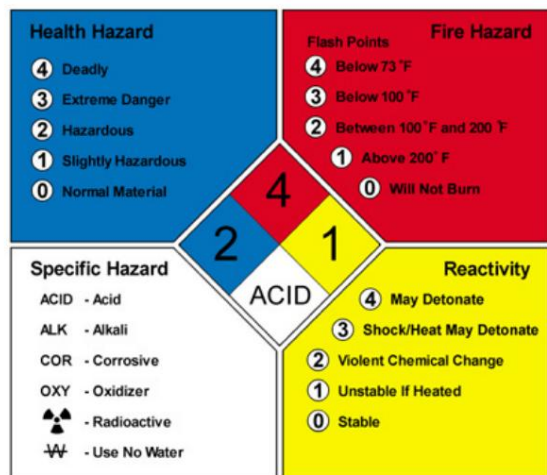 Health Hazard
4 Deadly
3 Extreme Danger
2 Hazardous
1 Slightly Hazardous
0 Normal Material
Fire Hazard
Flash Points
4 Below 73°F
3 Below 100°F
2 Between 100°F and 200°F
1 Above 200°F
0 Will Not Burn
4
2
1
ACID
Specific Hazard
ACID - Acid
ALK - Alkali
COR - Corrosive
OXY - Oxidizer
- Radioactive
W - Use No Water
Reactivity
4 May Detonate
3 Shock/Heat May Detonate
2 Violent Chemical Change
1 Unstable If Heated
0 Stable